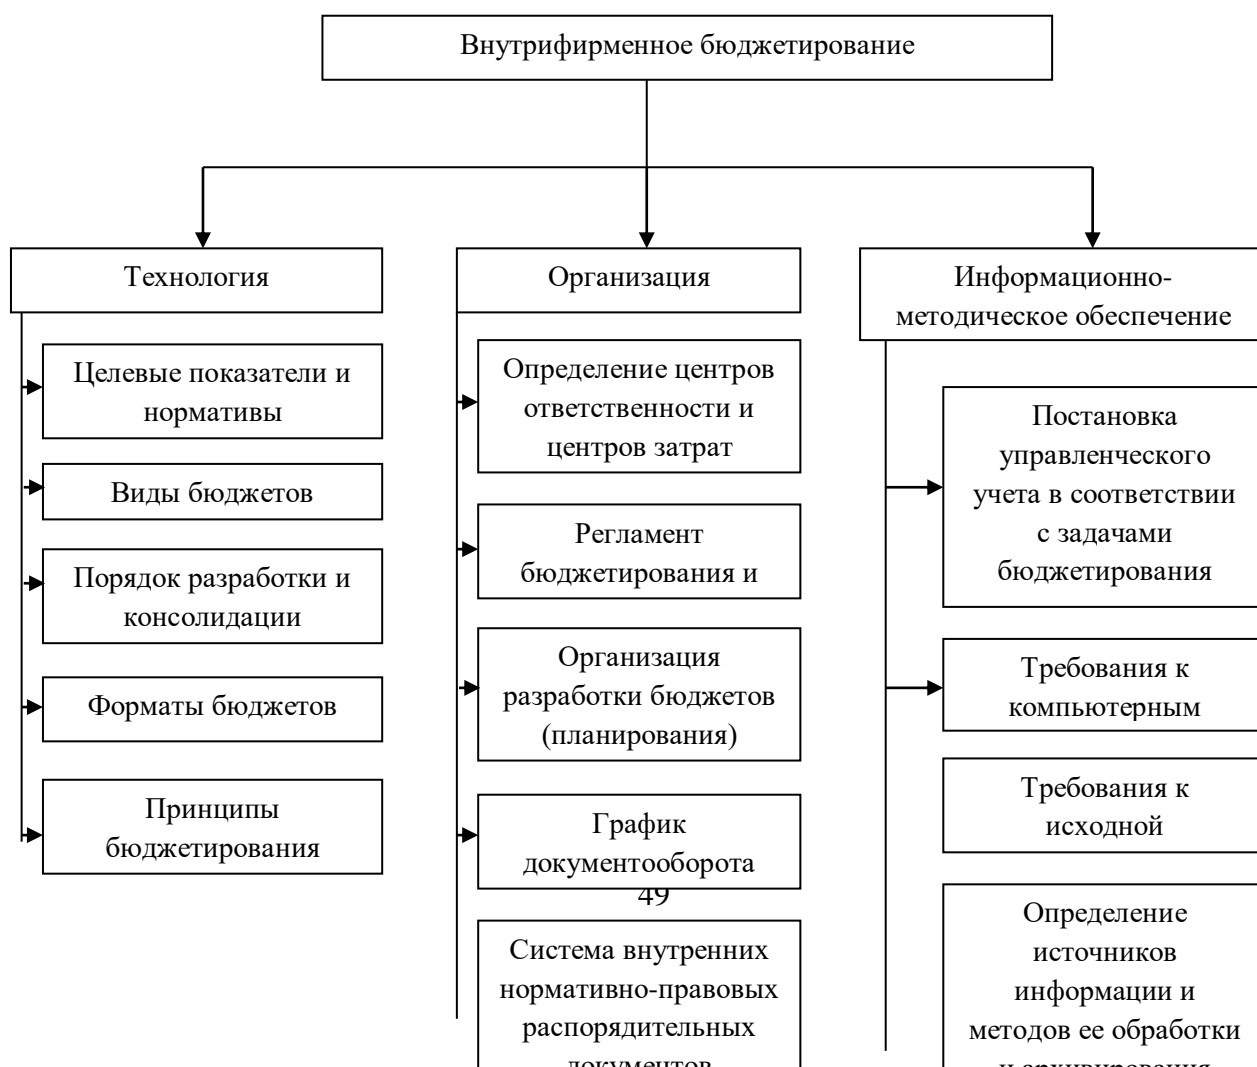 Внутрифирменное бюджетирование
Технология
Целевые показатели и
нормативы
Виды бюджетов
Порядок разработки и
консолидации
Форматы бюджетов
Принципы
бюджетирования
Организация
Определение центров
ответственности и
центров затрат
Регламент
бюджетирования и
Организация
разработки бюджетов
(планирования)
График
документооборота
49
Система внутренних
нормативно-правовых
распорядительных
документов
Информационно-
методическое обеспечение
Постановка
управленческого
учета в соответствии
с задачами
бюджетирования
Требования к
компьютерным
Требования к
исходной
Определение
источников
информации и
методов ее обработки
и архивирования